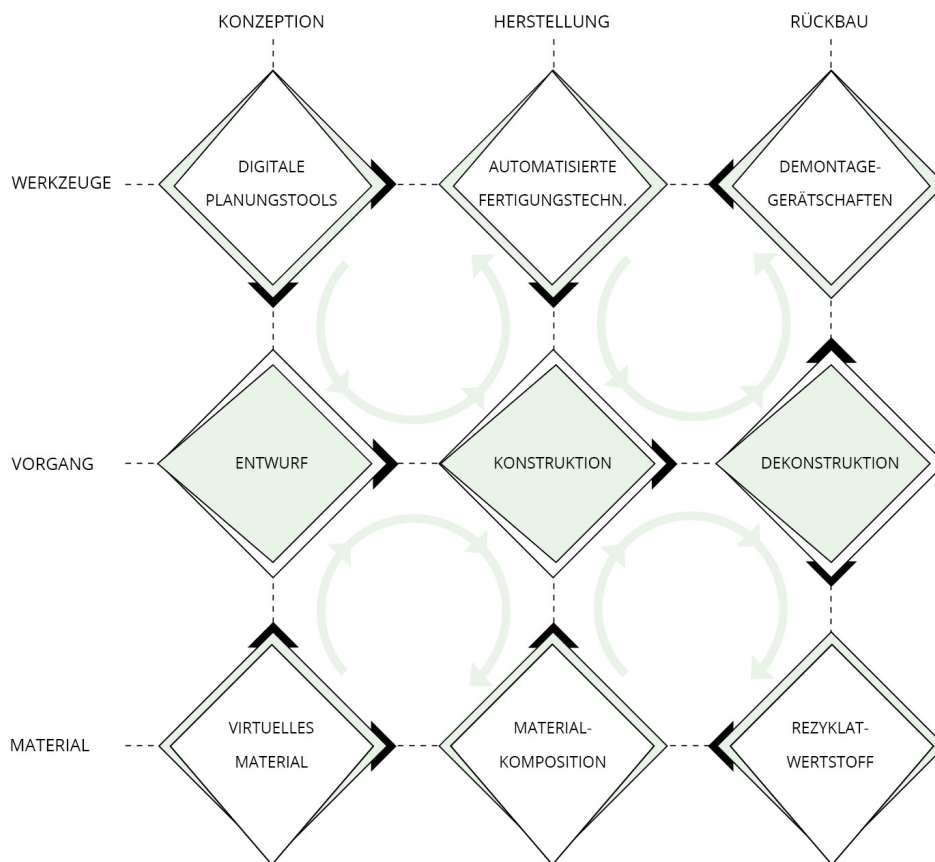 KONZEPTION
HERSTELLUNG
RÜCKBAU
WERKZEUGE
DIGITALE
PLANUNGSTOOLS
AUTOMATISIERTE
FERTIGUNGSTECHN.
DEMONTAGE-
GERÄTSCHAFTEN
VORGANG
ENTWURF
KONSTRUKTION
DEKONSTRUKTION
MATERIAL
VIRTUELLES
MATERIAL
MATERIAL-
KOMPOSITION
REZYKLAT-
WERTSTOFF